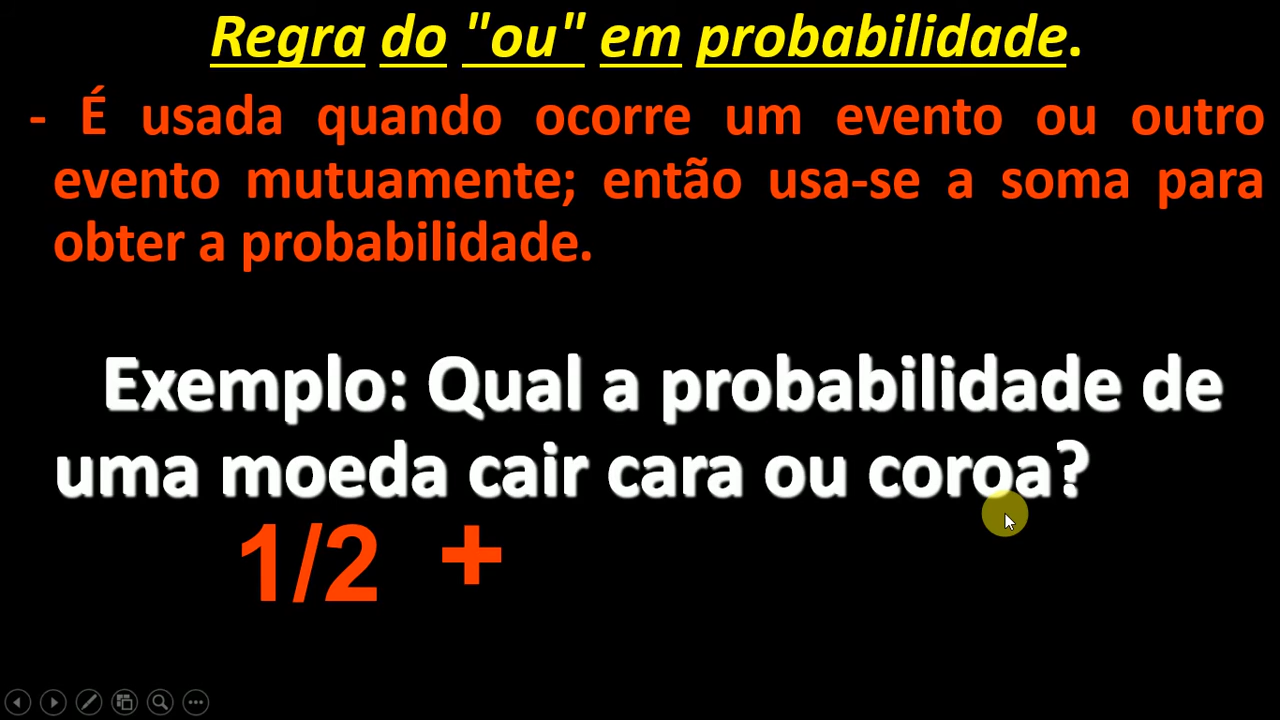 Regra do "ou" em probabilidade.
- É usada quando ocorre um evento ou outro
evento mutuamente; então usa-se a soma para
obter a probabilidade.
Exemplo: Qual a probabilidade de
uma moeda cair cara ou coroa?
1/2 +